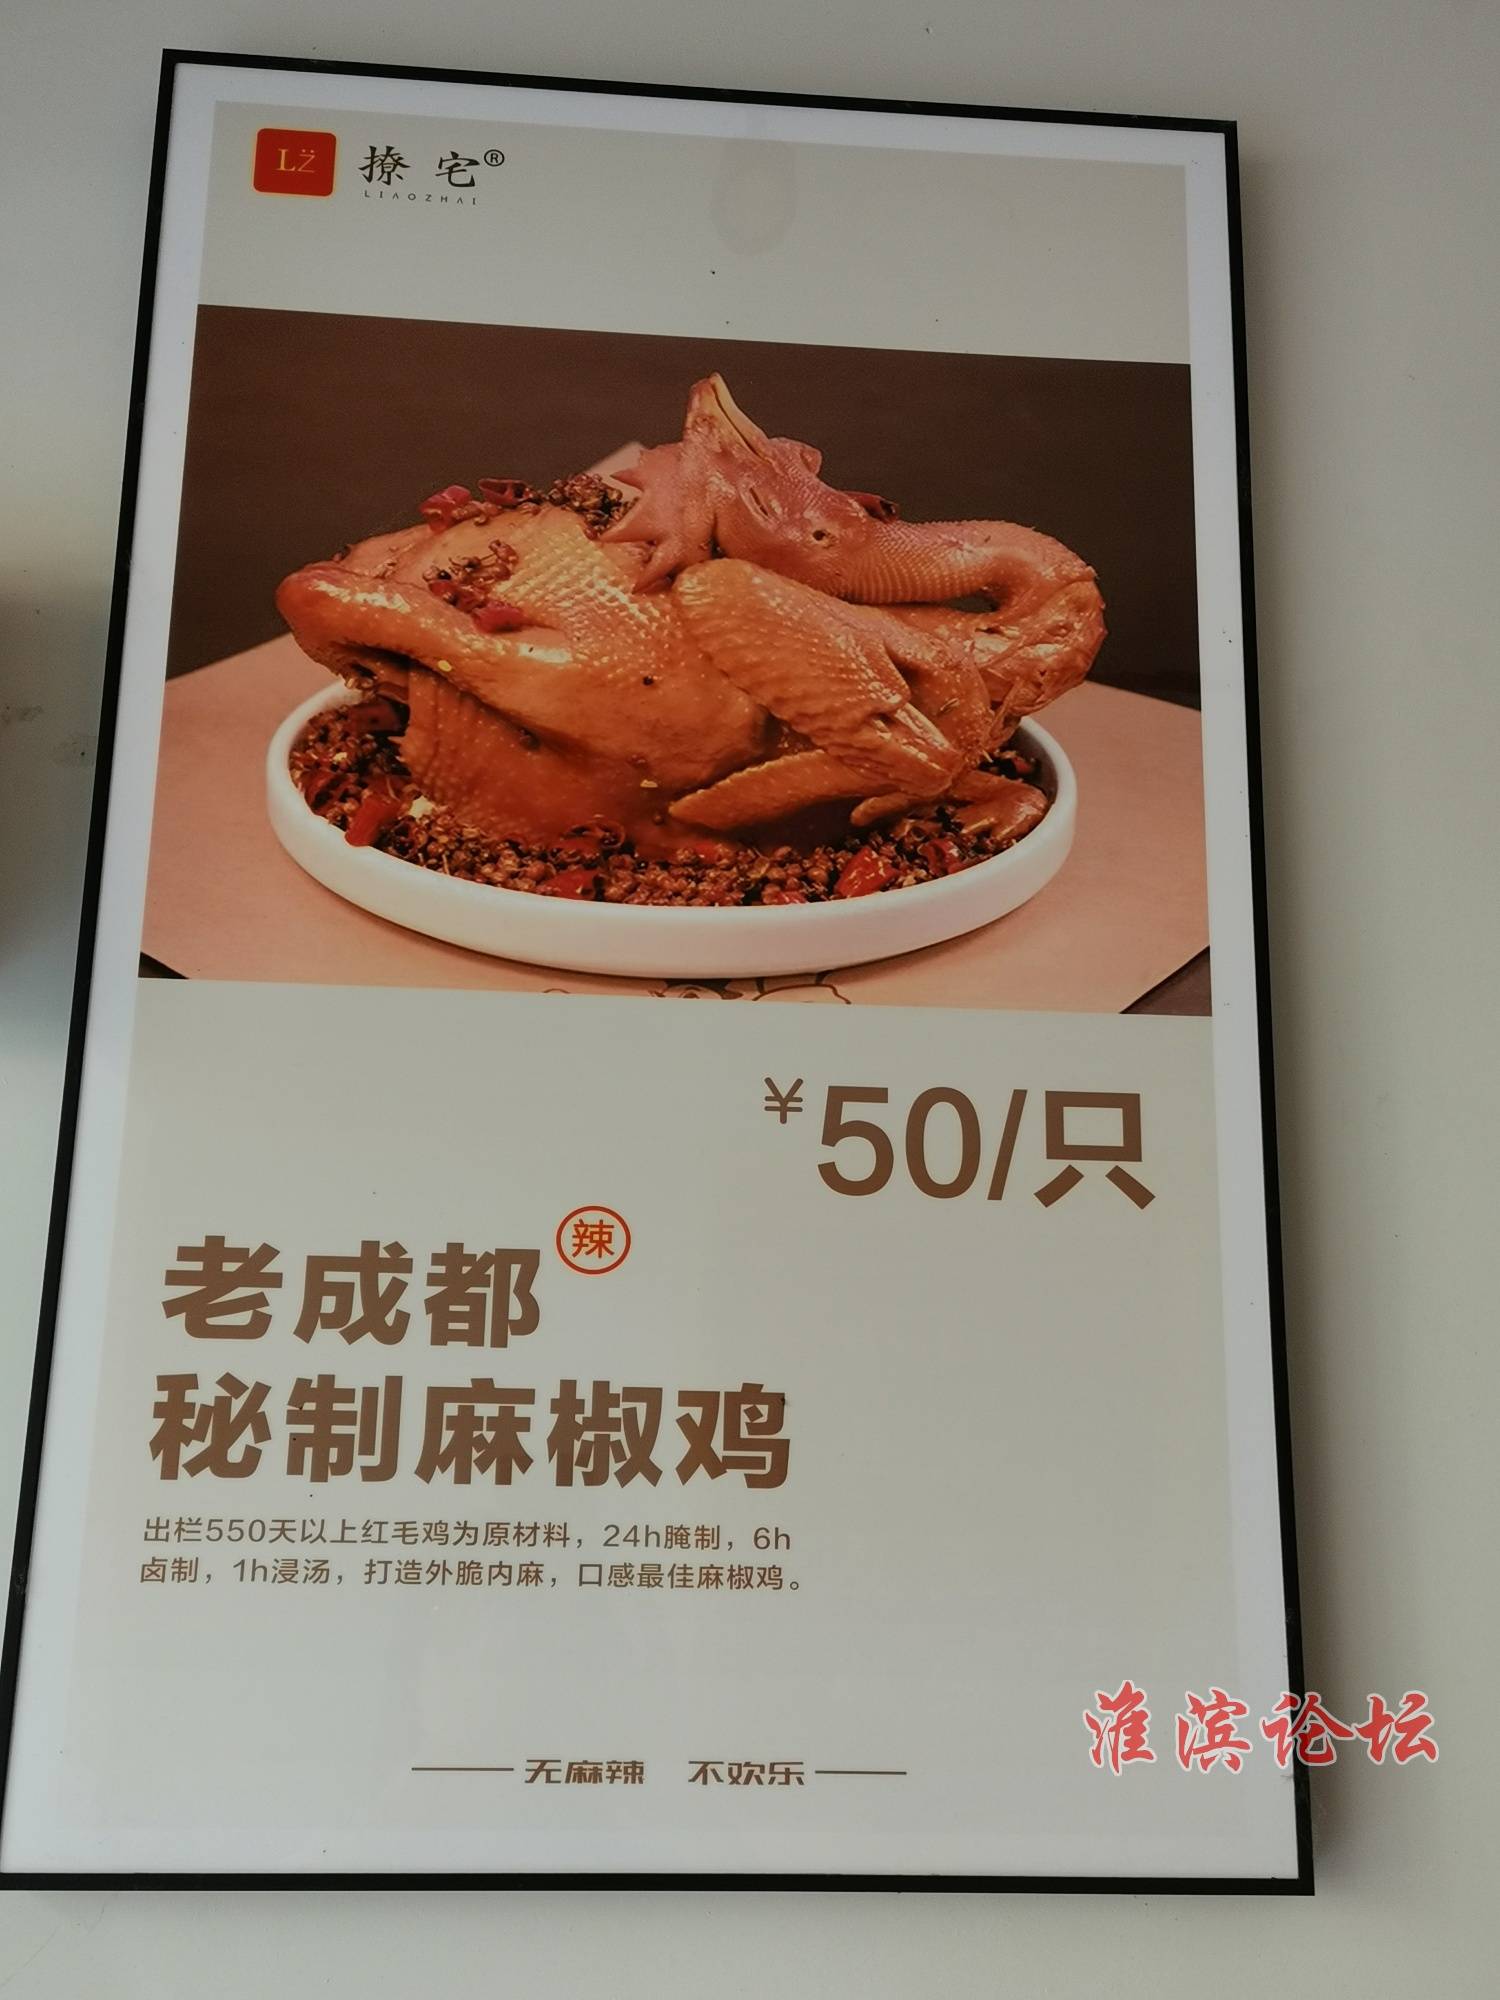 LZ 撩宅®
LIAOZHAI
¥50/只
老成都 辣
秘制麻椒鸡
出栏550天以上红毛鸡为原材料，24h腌制，6h
卤制，1h浸汤，打造外脆内麻，口感最佳麻椒鸡。
无麻辣 不欢乐
淮滨论坛